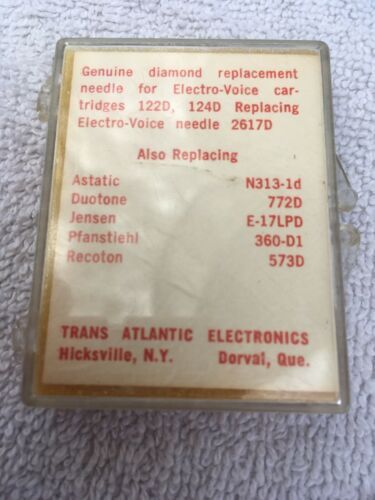 Genuine diamond replacement
needle for Electro-Voice car-
tridges 122D, 124D Replacing
Electro-Voice needle 2617D
Also Replacing
Astatic N313-1d
Duotone 772D
Jensen E-17LPD
Pfanstiehl 360-D1
Recoton 573D
TRANS ATLANTIC ELECTRONICS
Hicksville, N.Y. Dorval, Que.